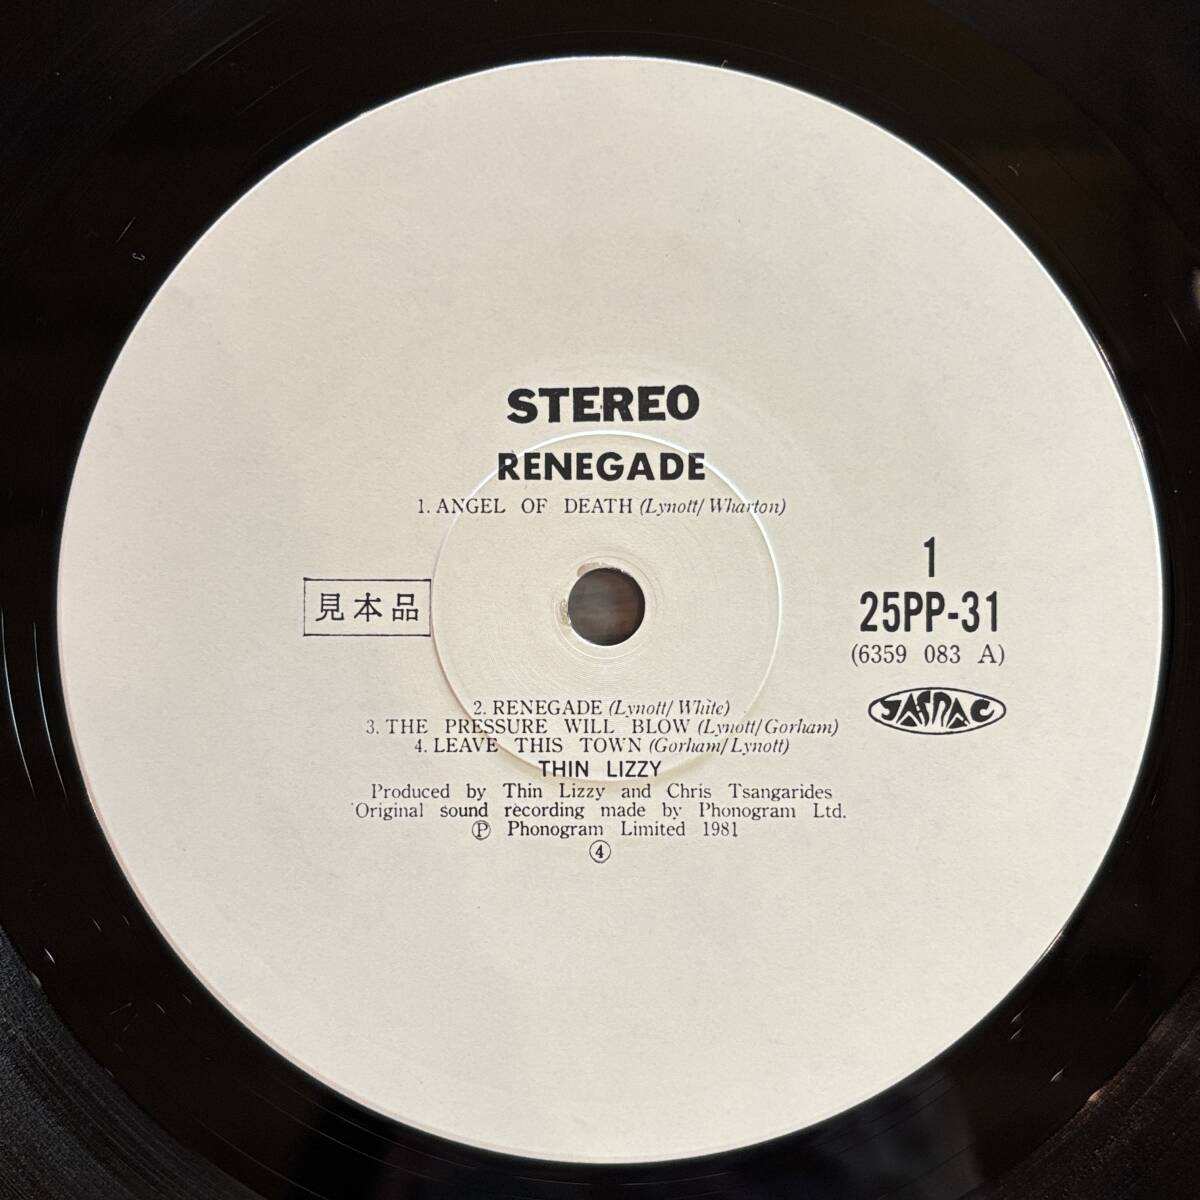 STEREO
RENEGADE
1. ANGEL OF DEATH (Lynott/Wharton)
見本品
1
25PP-31
(6359 083 A)
JASRAC
2. RENEGADE (Lynott/White)
3. THE PRESSURE WILL BLOW (Lynott/Gorham)
4. LEAVE THIS TOWN (Gorham/Lynott)
THIN LIZZY
Produced by Thin Lizzy and Chris Tsangarides
Original sound recording made by Phonogram Ltd.
Ⓟ Phonogram Limited 1981
④